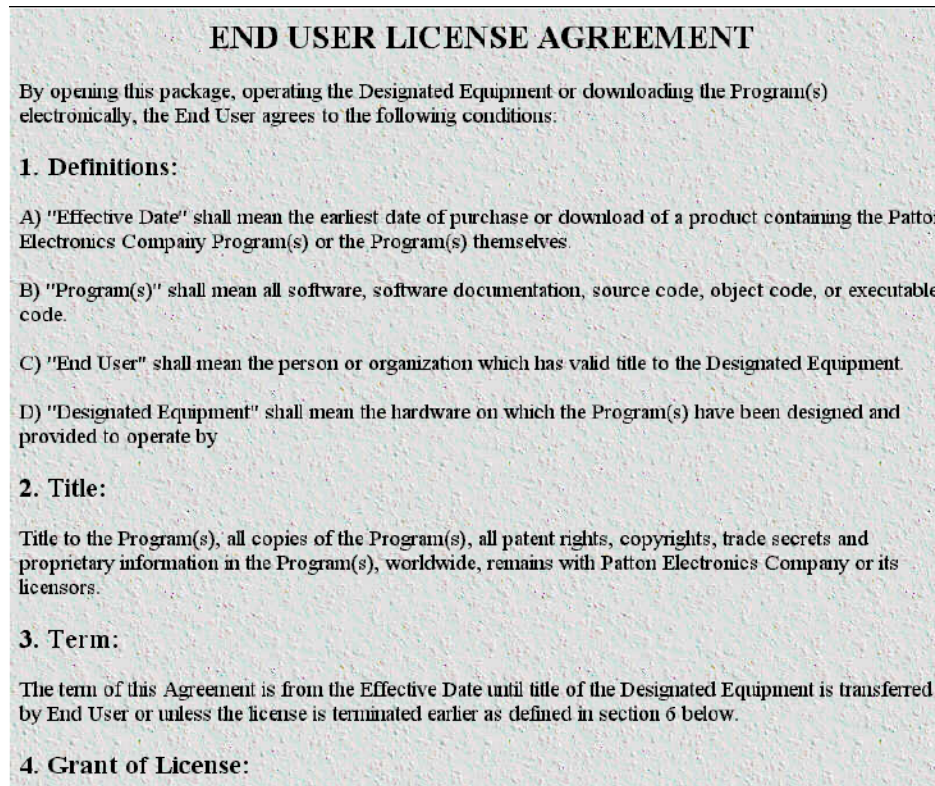 END USER LICENSE AGREEMENT
By opening this package, operating the Designated Equipment or downloading the Program(s)
electronically, the End User agrees to the following conditions:
1. Definitions:
A) "Effective Date" shall mean the earliest date of purchase or download of a product containing the Patton
Electronics Company Program(s) or the Program(s) themselves.
B) "Program(s)" shall mean all software, software documentation, source code, object code, or executable
code.
C) "End User" shall mean the person or organization which has valid title to the Designated Equipment.
D) "Designated Equipment" shall mean the hardware on which the Program(s) have been designed and
provided to operate by
2. Title:
Title to the Program(s), all copies of the Program(s), all patent rights, copyrights, trade secrets and
proprietary information in the Program(s), worldwide, remains with Patton Electronics Company or its
licensors.
3. Term:
The term of this Agreement is from the Effective Date until title of the Designated Equipment is transferred
by End User or unless the license is terminated earlier as defined in section 6 below.
4. Grant of License: